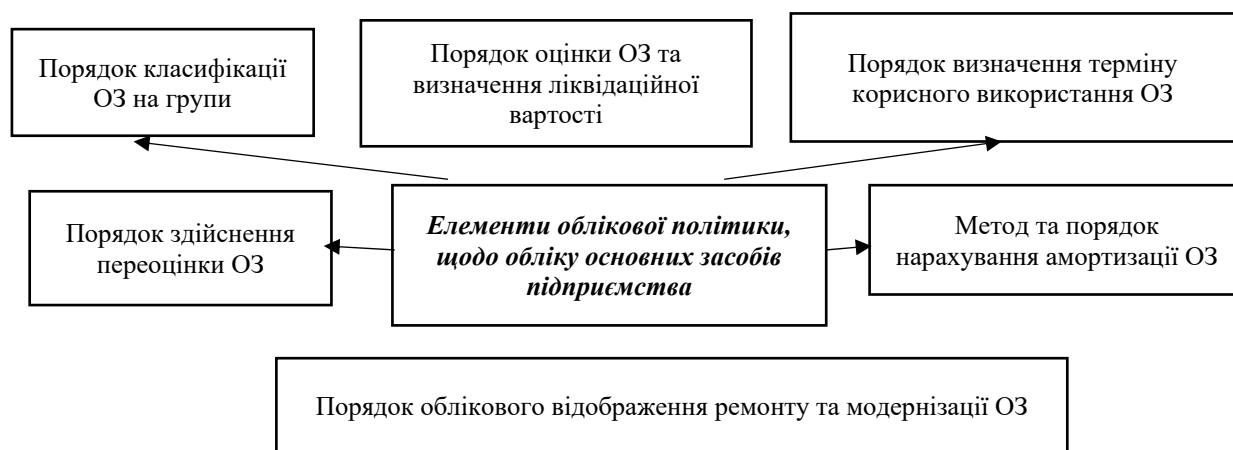 Порядок класифікації
ОЗ на групи
Порядок оцінки ОЗ та
визначення ліквідаційної
вартості
Порядок визначення терміну
корисного використання ОЗ
Порядок здійснення
переоцінки ОЗ
Елементи облікової політики,
щодо обліку основних засобів
підприємства
Метод та порядок
нарахування амортизації ОЗ
Порядок облікового відображення ремонту та модернізації ОЗ